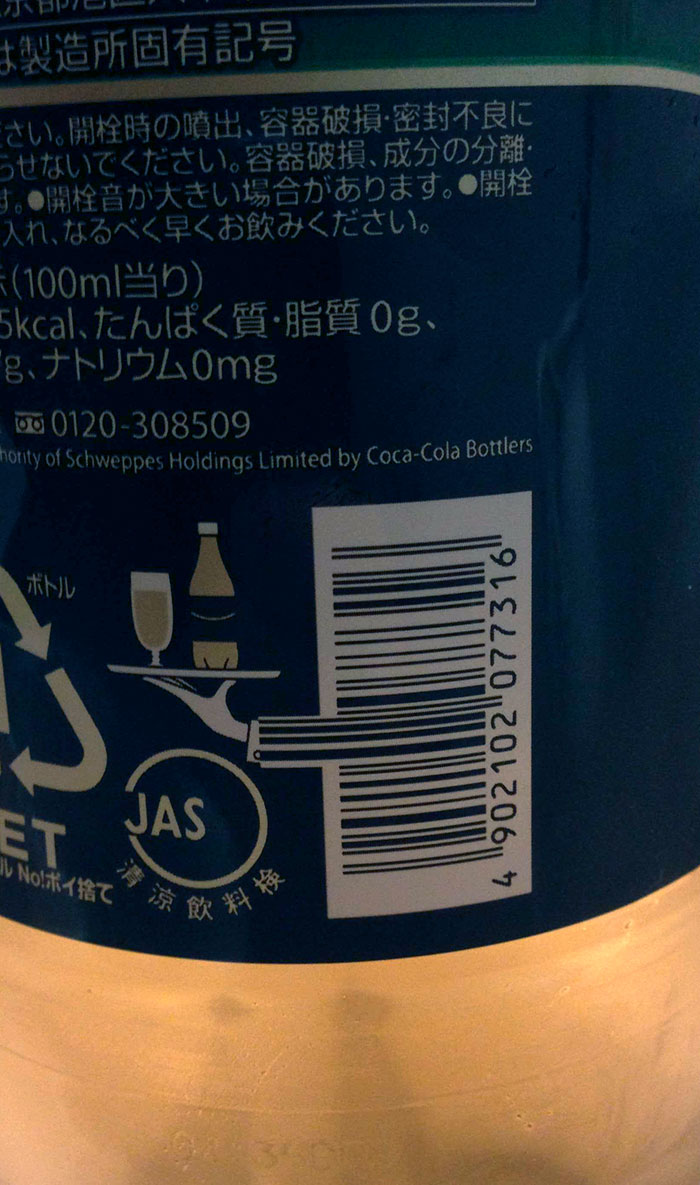 は製造所固有記号
さい。開栓時の噴出、容器破損・密封不良に
らせないでください。容器破損、成分の分離・
す。●開栓音が大きい場合があります。●開栓
入れ、なるべく早くお飲みください。
(100ml当り)
5kcal、たんぱく質・脂質 0g、
g、ナトリウム0mg
0120-308509
hority of Schweppes Holdings Limited by Coca-Cola Bottlers
ボトル
ET
ル No!ポイ捨て
JAS
清涼飲料検
4 902102 077316